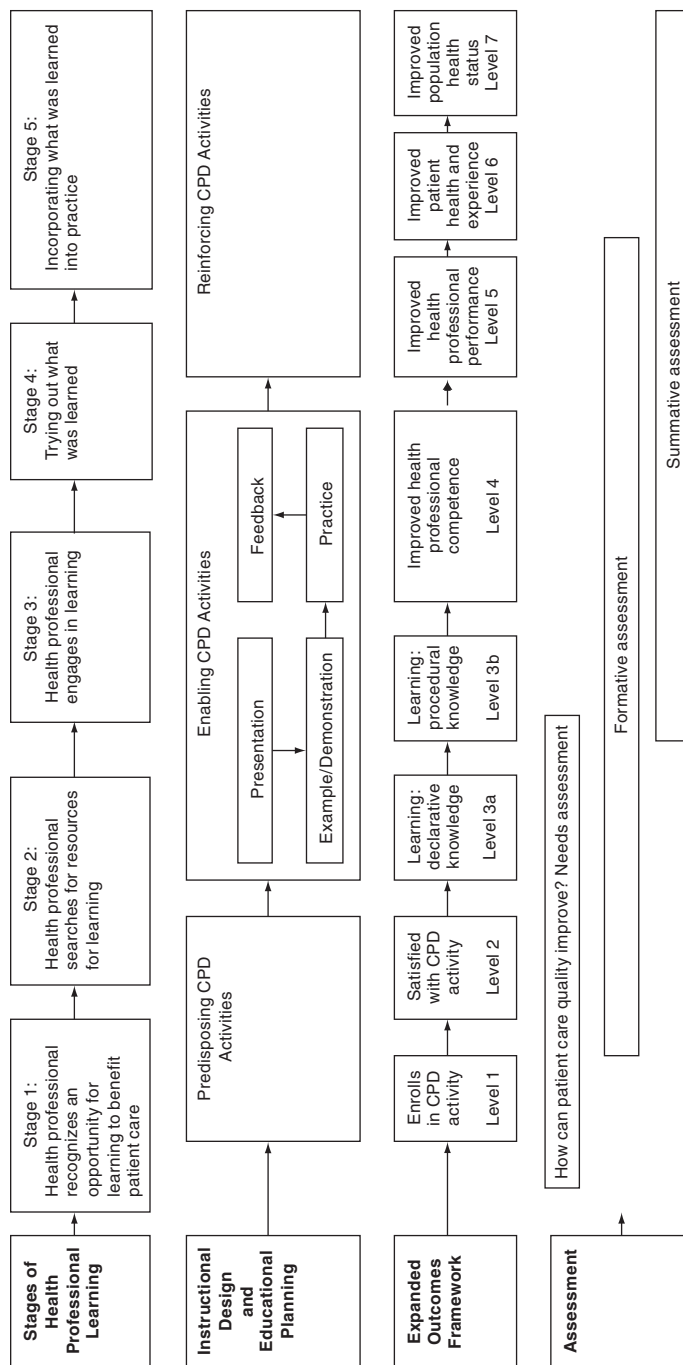 Stages of
Health
Professional
Learning
Stage 1:
Health professional
recognizes an
opportunity for
learning to benefit
patient care
Stage 2:
Health professional
searches for resources
for learning
Stage 3:
Health professional
engages in learning
Stage 4:
Trying out what
was learned
Stage 5:
Incorporating what was learned
into practice
Instructional
Design
and
Educational
Planning
Predisposing CPD
Activities
Enabling CPD Activities
Presentation
Example/Demonstration
Practice
Feedback
Reinforcing CPD Activities
Expanded
Outcomes
Framework
Enrolls
in CPD
activity
Level 1
Satisfied
with CPD
activity
Level 2
Learning:
declarative
knowledge
Level 3a
Learning:
procedural
knowledge
Level 3b
Improved health
professional
competence
Level 4
Improved
health
professional
performance
Level 5
Improved
patient
health and
experience
Level 6
Improved
population
health
status
Level 7
Assessment
How can patient care quality improve? Needs assessment
Formative assessment
Summative assessment